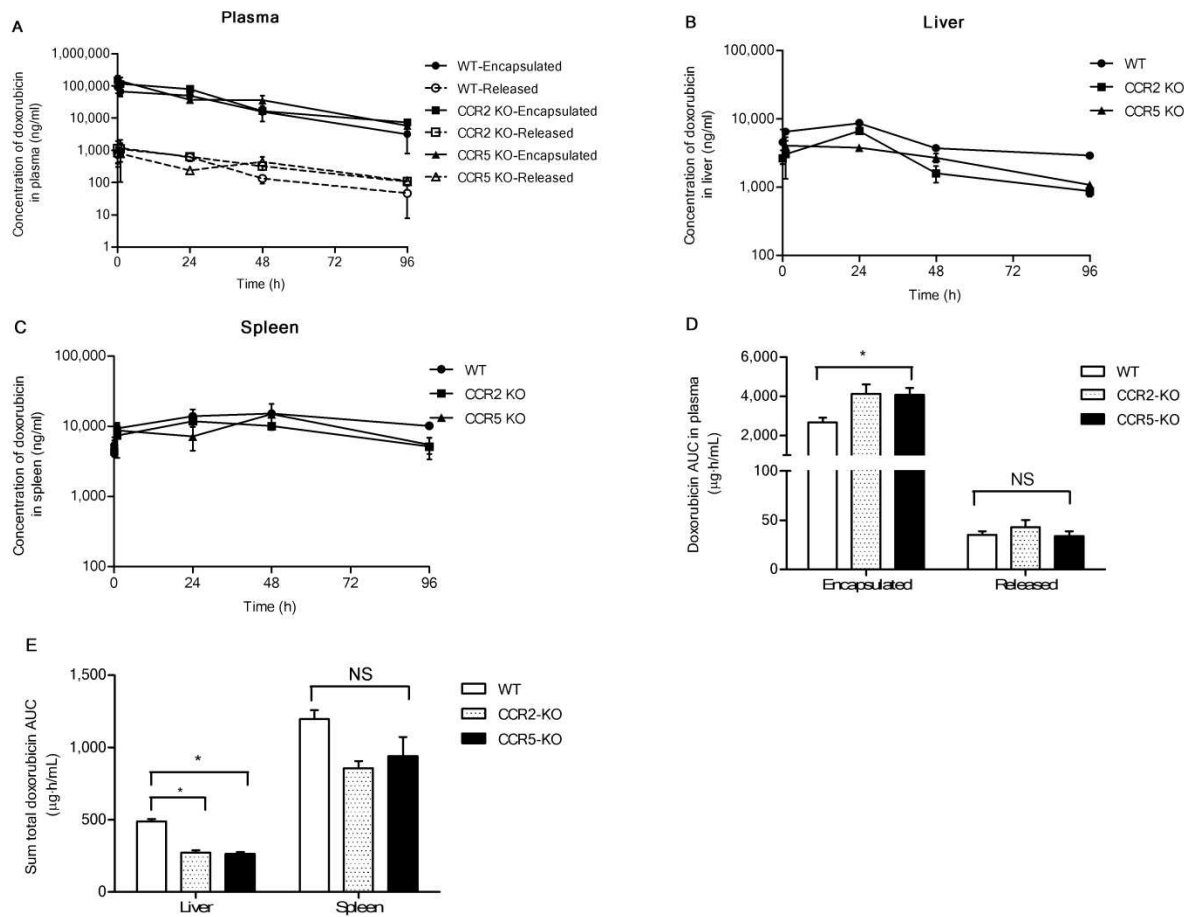 A
Plasma
Concentration of doxorubicin
in plasma (ng/ml)
1,000,000
100,000
10,000
1,000
100
10
1
0
24
48
72
96
Time (h)
WT-Encapsulated
WT-Released
CCR2 KO-Encapsulated
CCR2 KO-Released
CCR5 KO-Encapsulated
CCR5 KO-Released
B
Liver
Concentration of doxorubicin
in liver (ng/ml)
100,000
10,000
1,000
100
0
24
48
72
96
Time (h)
WT
CCR2 KO
CCR5 KO
C
Spleen
Concentration of doxorubicin
in spleen (ng/ml)
100,000
10,000
1,000
100
0
24
48
72
96
Time (h)
WT
CCR2 KO
CCR5 KO
D
Doxorubicin AUC in plasma
(µg·h/mL)
6,000
4,000
2,000
100
50
0
*
NS
Encapsulated
Released
WT
CCR2-KO
CCR5-KO
E
Sum total doxorubicin AUC
(µg·h/mL)
1,500
1,000
500
0
*
*
NS
Liver
Spleen
WT
CCR2-KO
CCR5-KO